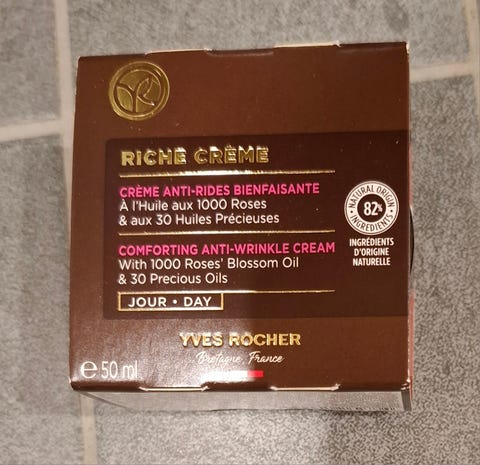 RICHE CRÈME
CRÈME ANTI-RIDES BIENFAISANTE
À l'Huile aux 1000 Roses
& aux 30 Huiles Précieuses
COMFORTING ANTI-WRINKLE CREAM
With 1000 Roses' Blossom Oil
& 30 Precious Oils
JOUR • DAY
NATURAL ORIGIN
82%
INGREDIENTS
INGRÉDIENTS
D'ORIGINE
NATURELLE
YVES ROCHER
Bretagne, France
e 50 ml